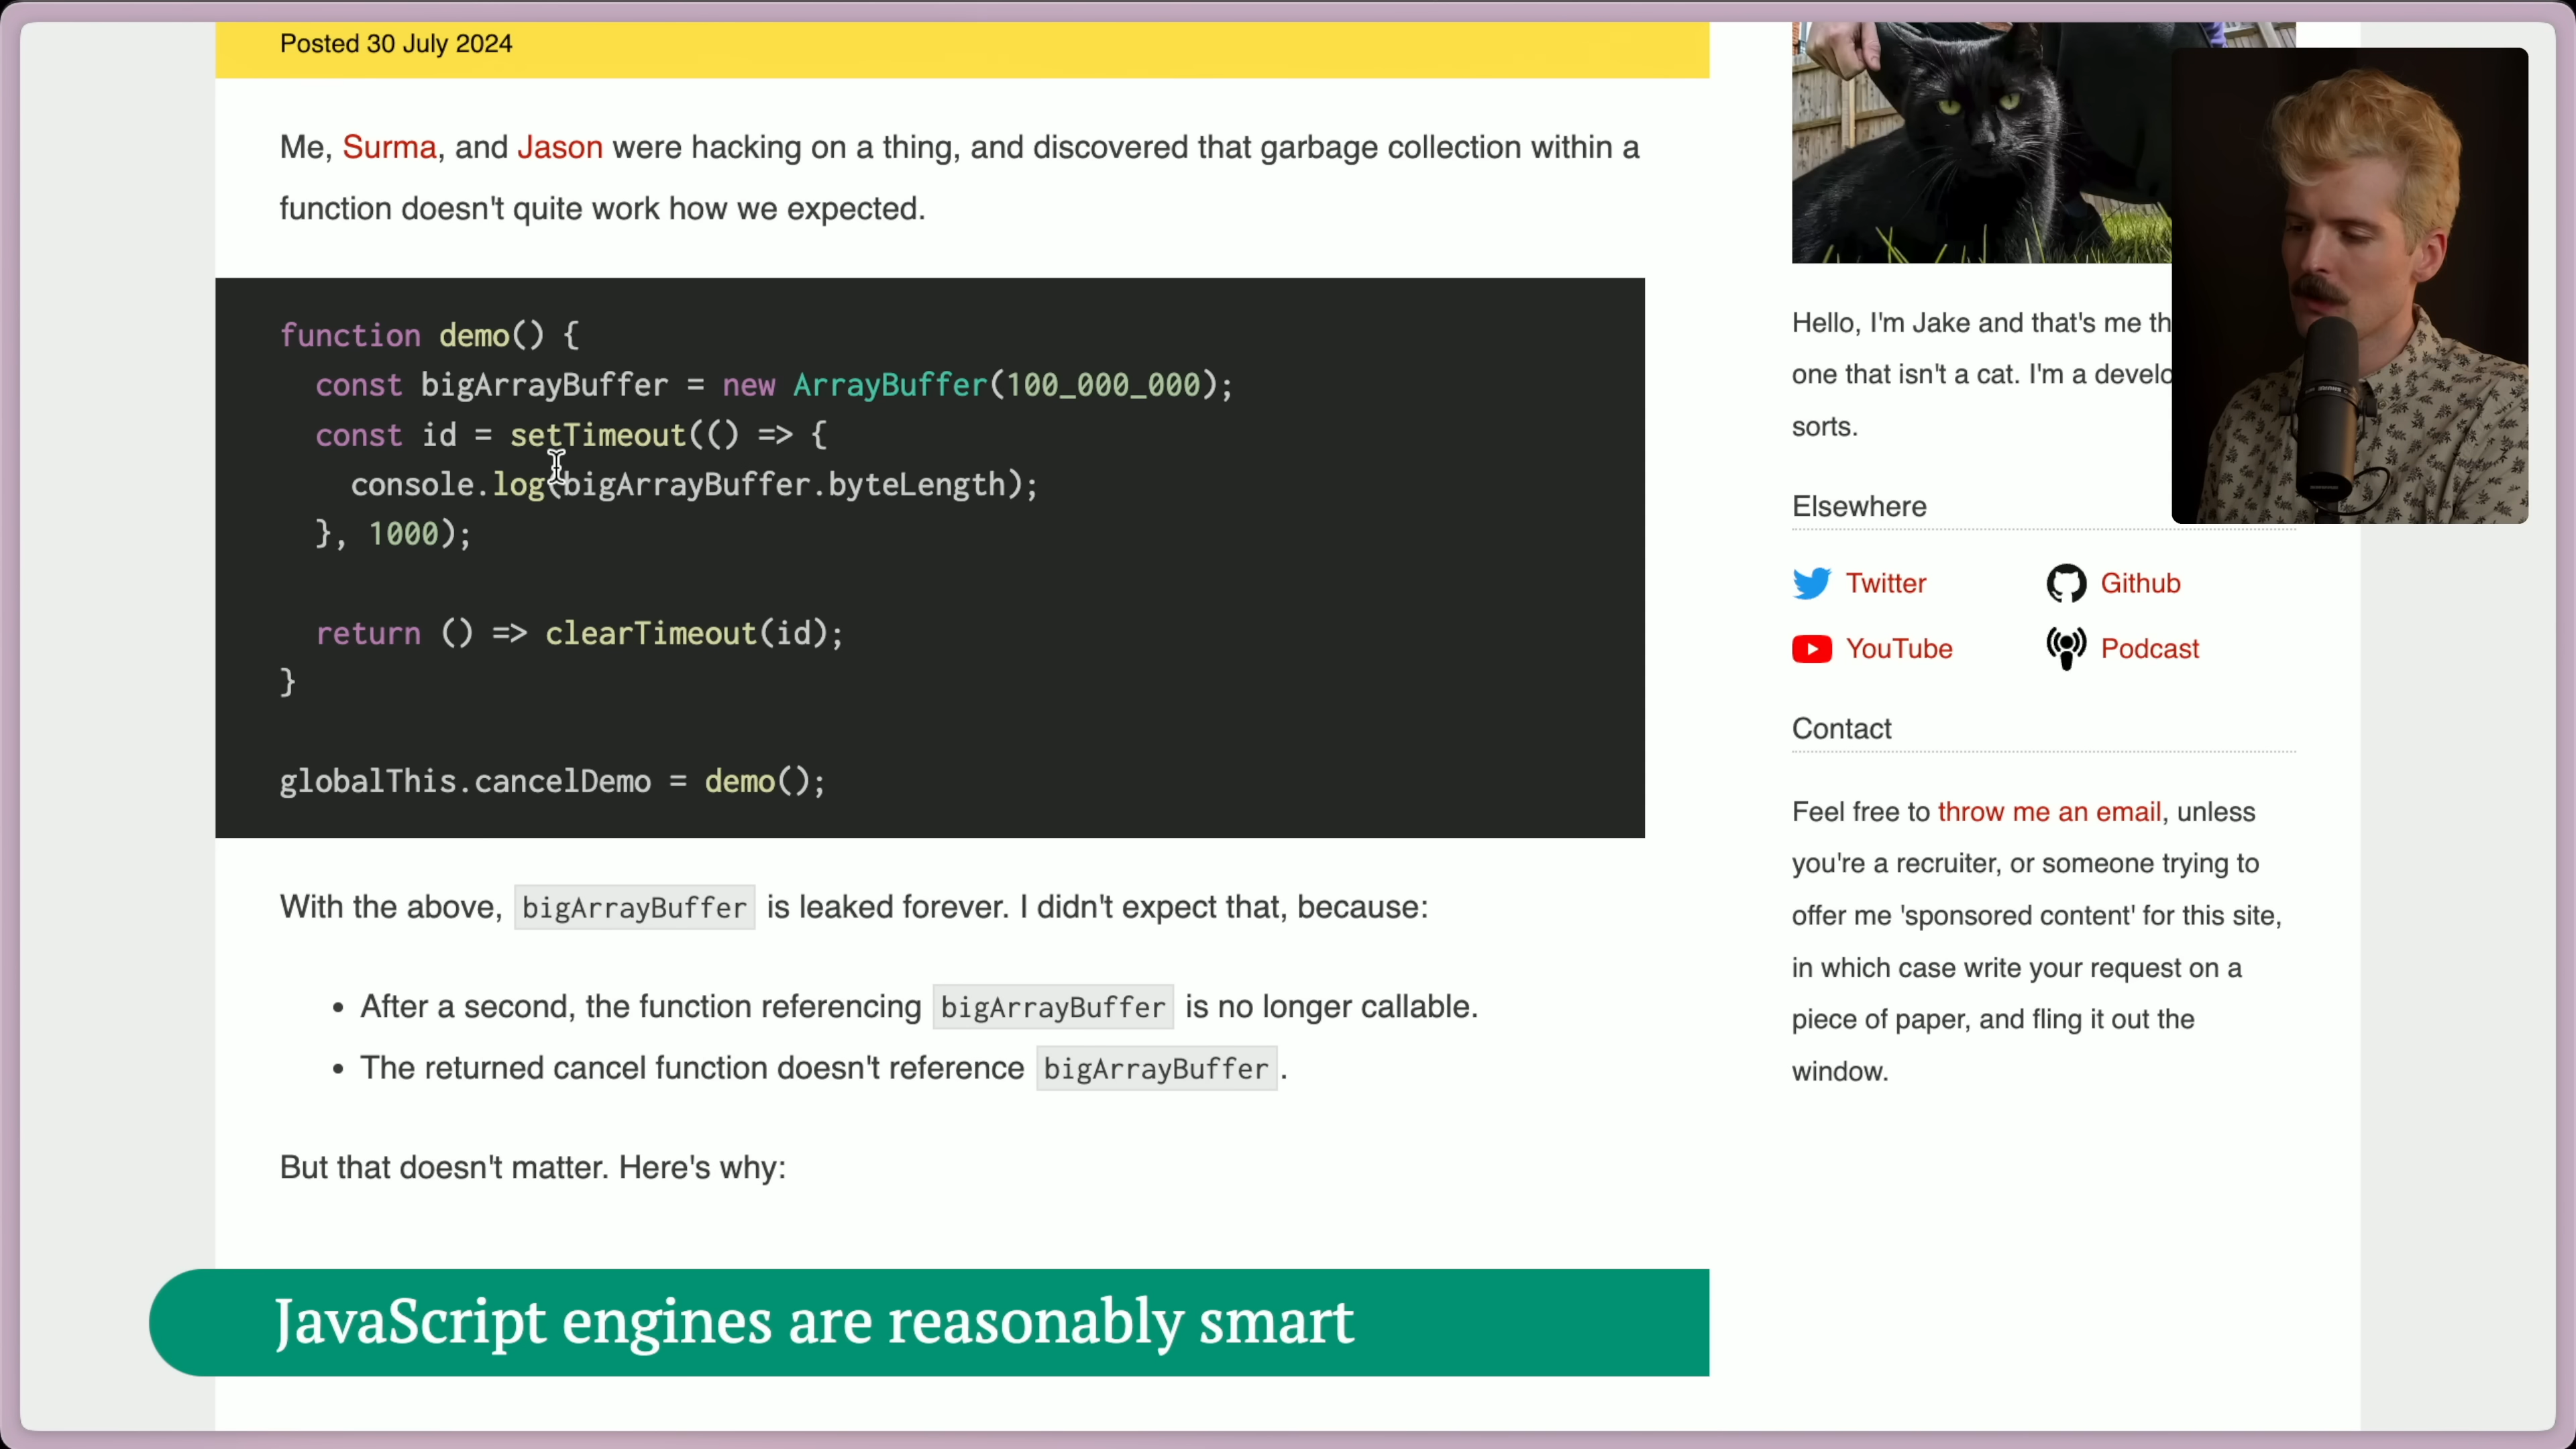 Posted 30 July 2024
Me, Surma, and Jason were hacking on a thing, and discovered that garbage collection within a
function doesn't quite work how we expected.
function demo() {
  const bigArrayBuffer = new ArrayBuffer(100_000_000);
  const id = setTimeout(() => {
    console.log(bigArrayBuffer.byteLength);
  }, 1000);
  return () => clearTimeout(id);
}
globalThis.cancelDemo = demo();
With the above, bigArrayBuffer is leaked forever. I didn't expect that, because:
• After a second, the function referencing bigArrayBuffer is no longer callable.
• The returned cancel function doesn't reference bigArrayBuffer.
But that doesn't matter. Here's why:
JavaScript engines are reasonably smart
Hello, I'm Jake and that's me th
one that isn't a cat. I'm a develo
sorts.
Elsewhere
Twitter
Github
YouTube
Podcast
Contact
Feel free to throw me an email, unless
you're a recruiter, or someone trying to
offer me 'sponsored content' for this site,
in which case write your request on a
piece of paper, and fling it out the
window.